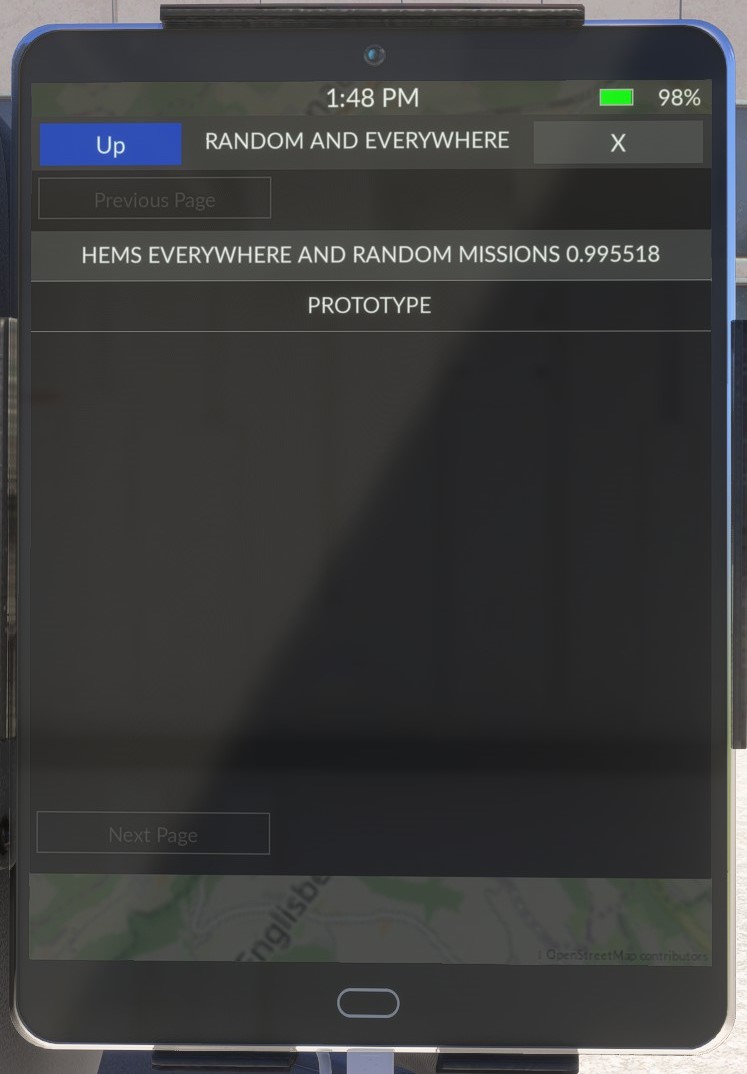 1:48 PM 98%
Up RANDOM AND EVERYWHERE X
Previous Page
HEMS EVERYWHERE AND RANDOM MISSIONS 0.995518
PROTOTYPE
Next Page
OpenStreetMap contributors